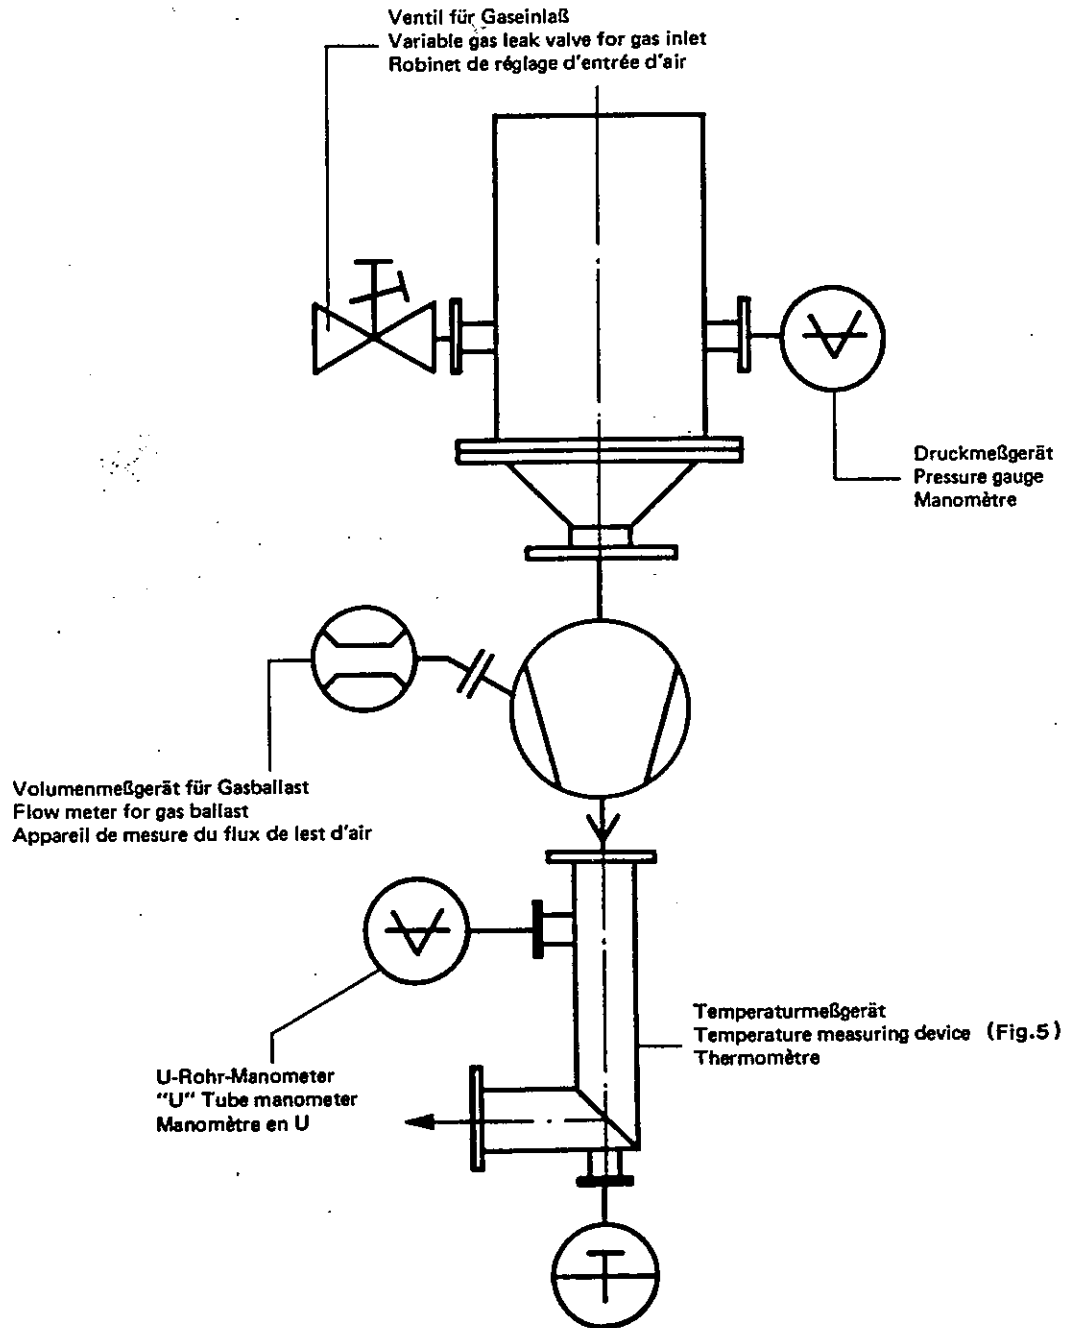 Ventil für Gaseinlaß
Variable gas leak valve for gas inlet
Robinet de réglage d'entrée d'air
Druckmeßgerät
Pressure gauge
Manomètre
Volumenmeßgerät für Gasballast
Flow meter for gas ballast
Appareil de mesure du flux de lest d'air
Temperaturmeßgerät
Temperature measuring device (Fig.5)
Thermomètre
U-Rohr-Manometer
"U" Tube manometer
Manomètre en U
T